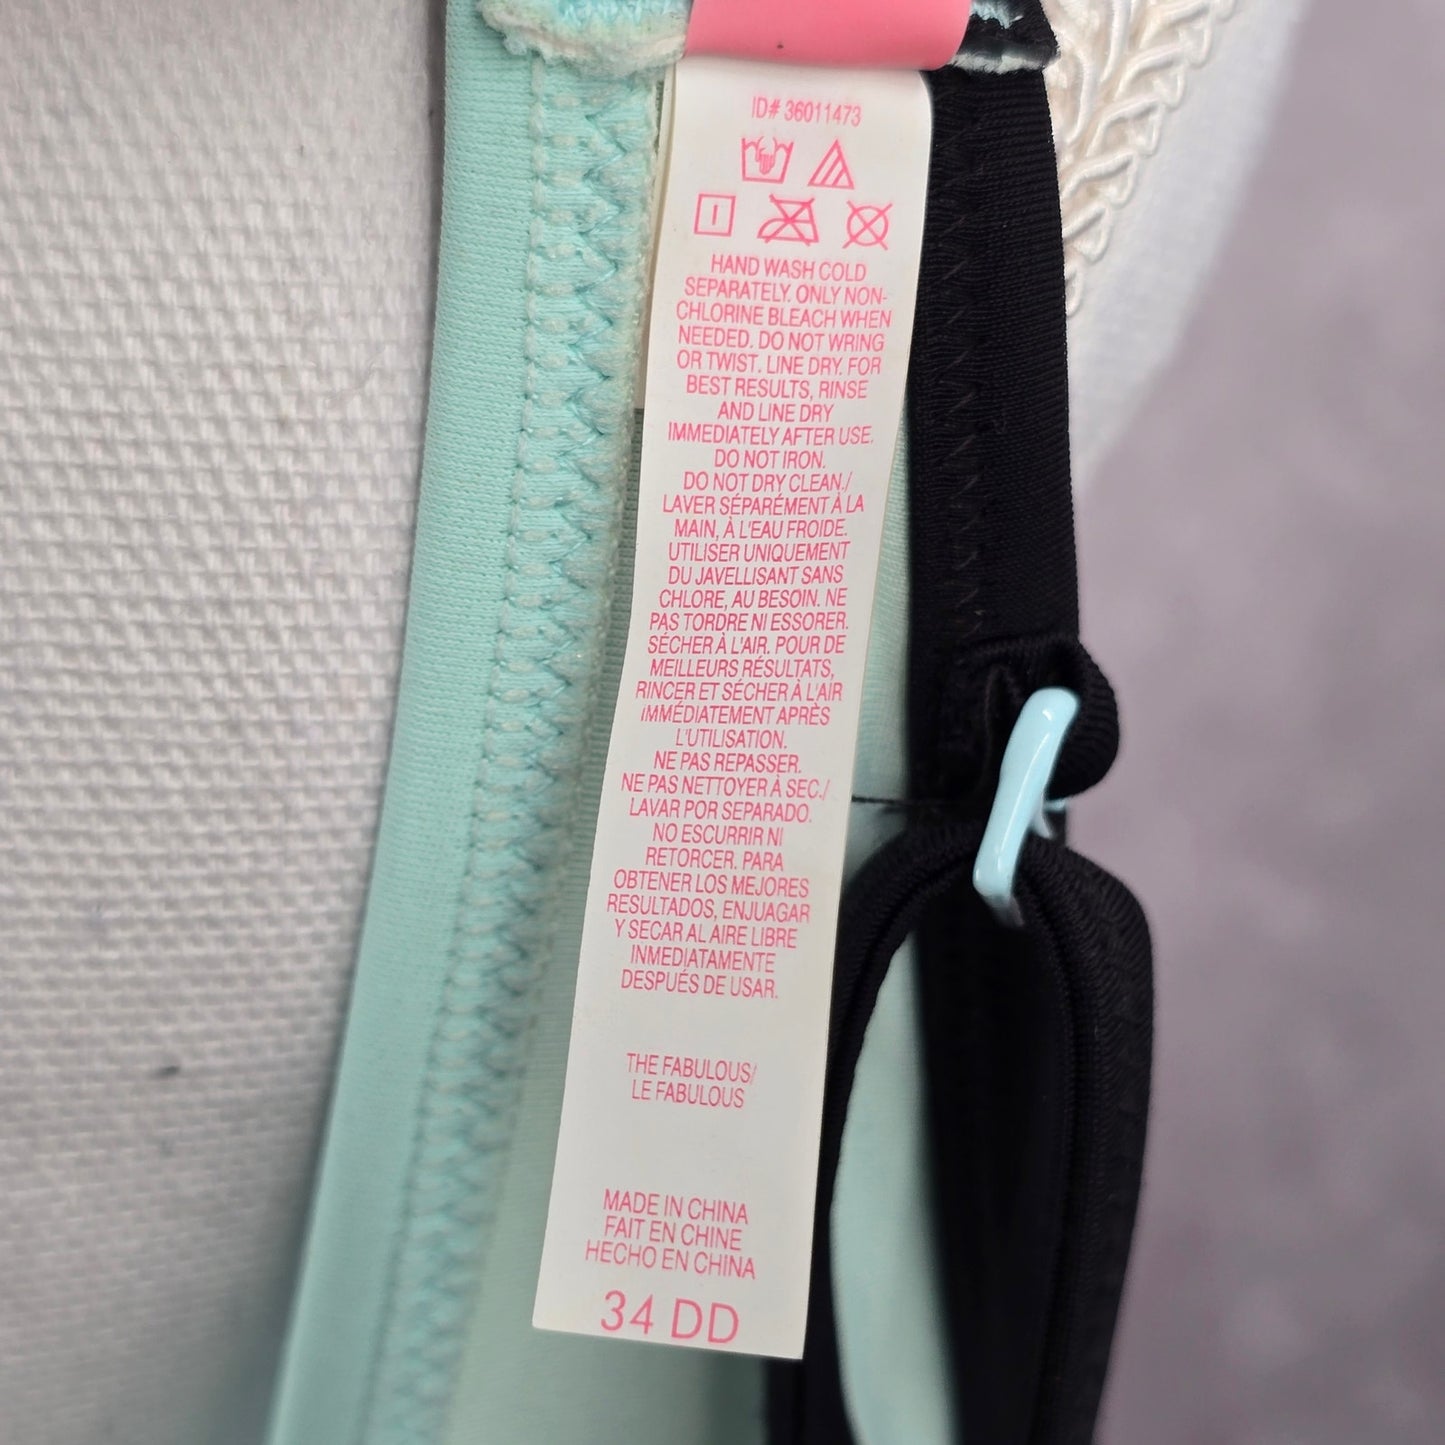 ID# 36011473
HAND WASH COLD
SEPARATELY. ONLY NON-
CHLORINE BLEACH WHEN
NEEDED. DO NOT WRING
OR TWIST. LINE DRY. FOR
BEST RESULTS, RINSE
AND LINE DRY
IMMEDIATELY AFTER USE.
DO NOT IRON.
DO NOT DRY CLEAN./
LAVER SÉPARÉMENT À LA
MAIN, À L'EAU FROIDE.
UTILISER UNIQUEMENT
DU JAVELLISANT SANS
CHLORE, AU BESOIN. NE
PAS TORDRE NI ESSORER.
SÉCHER À L'AIR. POUR DE
MEILLEURS RÉSULTATS,
RINCER ET SÉCHER À L'AIR
IMMÉDIATEMENT APRÈS
L'UTILISATION.
NE PAS REPASSER.
NE PAS NETTOYER À SEC./
LAVAR POR SEPARADO.
NO ESCURRIR NI
RETORCER. PARA
OBTENER LOS MEJORES
RESULTADOS, ENJUAGAR
Y SECAR AL AIRE LIBRE
INMEDIATAMENTE
DESPUÉS DE USAR.
THE FABULOUS/
LE FABULOUS
MADE IN CHINA
FAIT EN CHINE
HECHO EN CHINA
34 DD